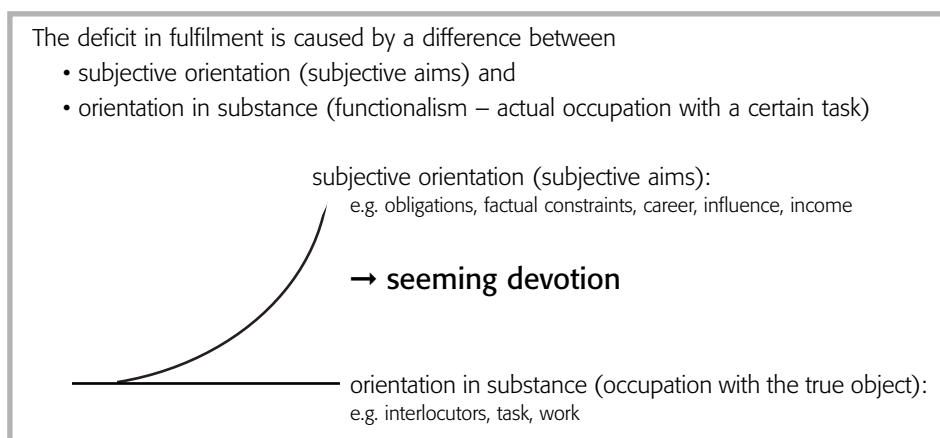 The deficit in fulfilment is caused by a difference between
• subjective orientation (subjective aims) and
• orientation in substance (functionalism – actual occupation with a certain task)
subjective orientation (subjective aims):
e.g. obligations, factual constraints, career, influence, income
→ seeming devotion
orientation in substance (occupation with the true object):
e.g. interlocutors, task, work